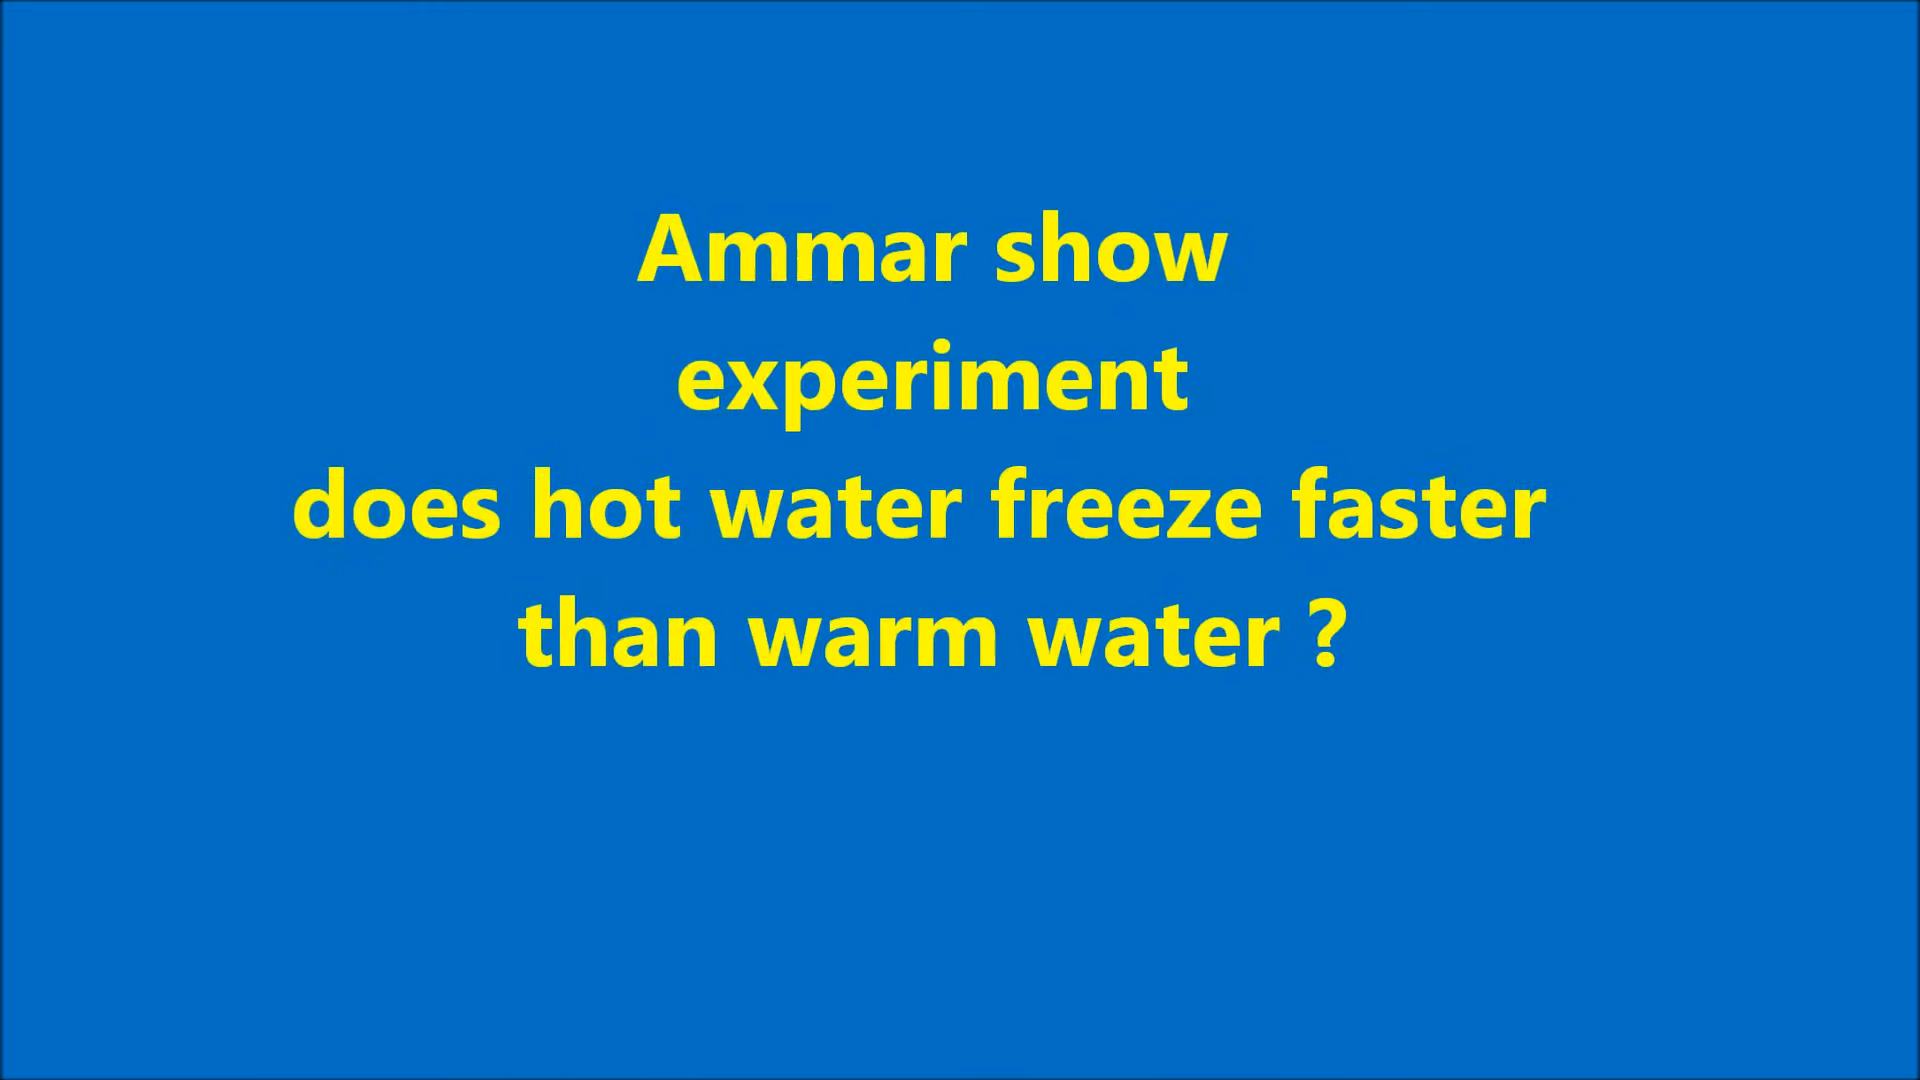 Ammar show
experiment
does hot water freeze faster
than warm water ?